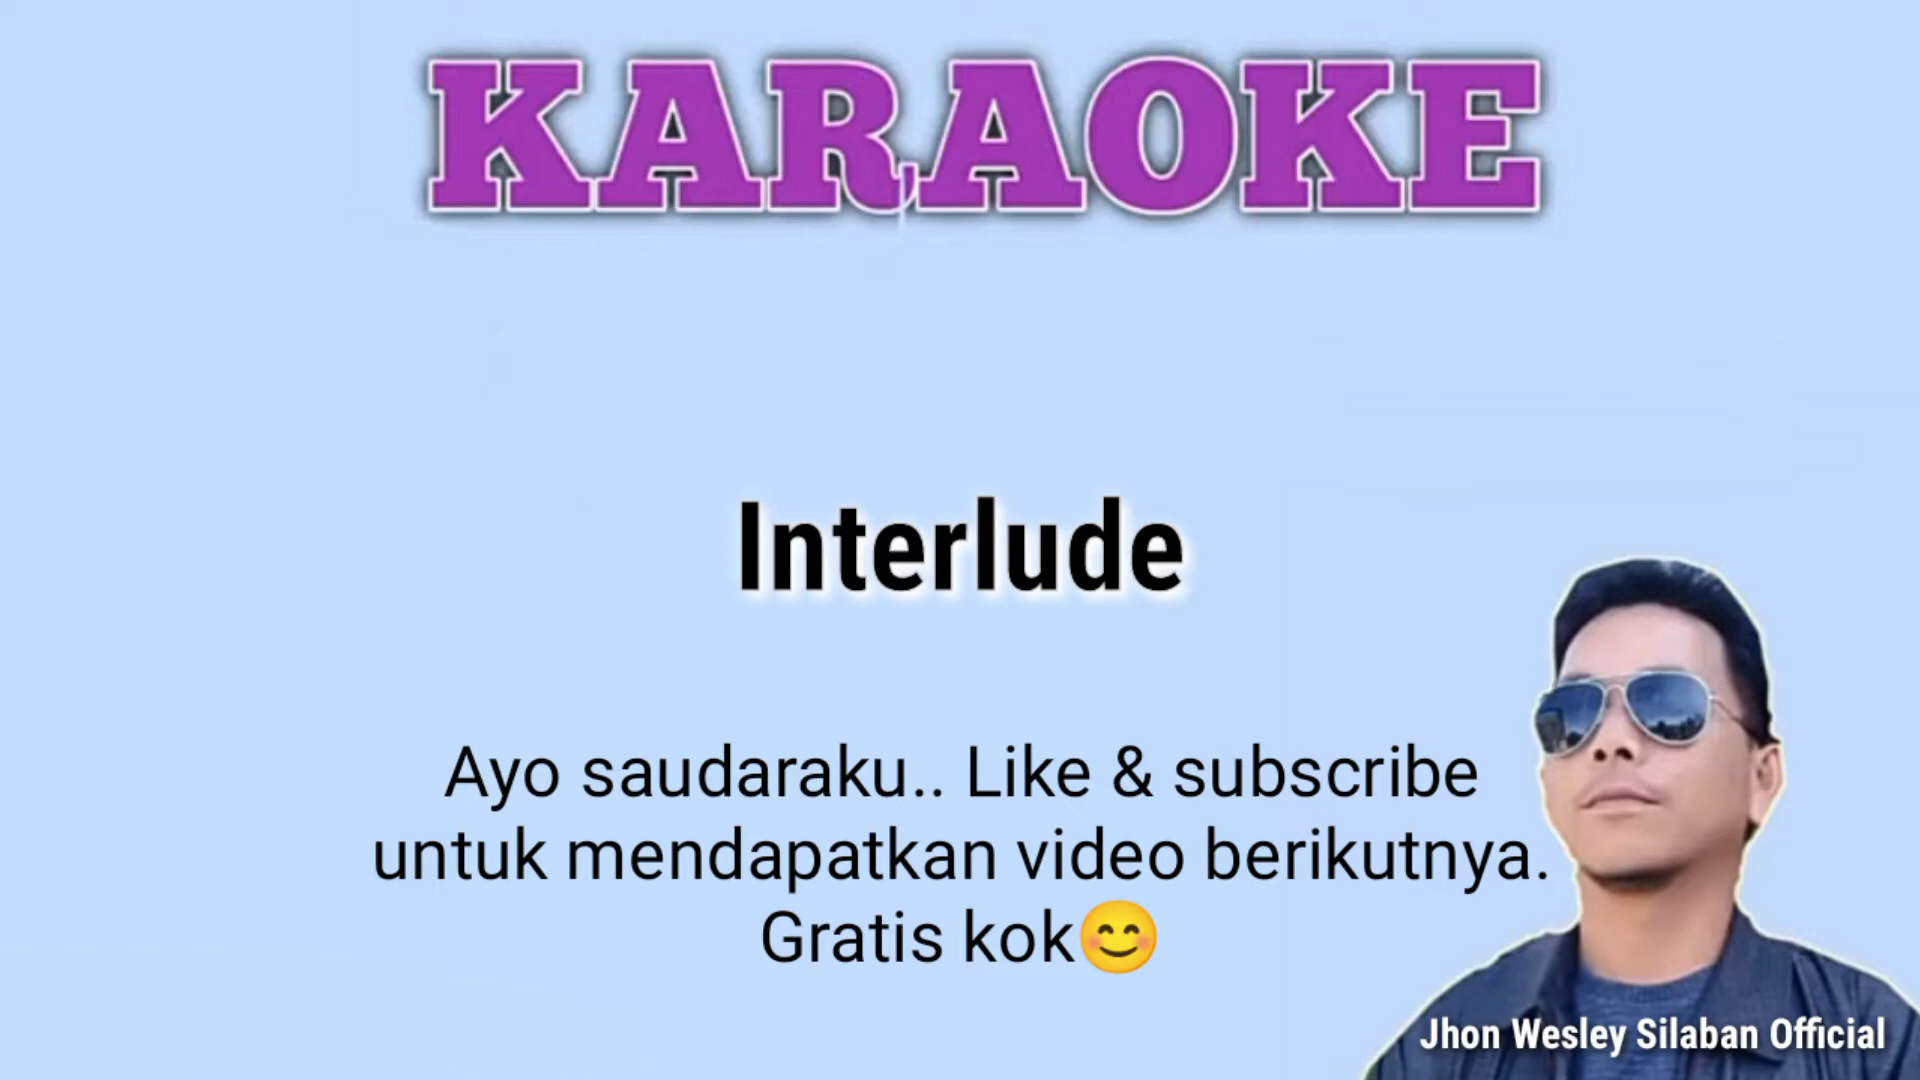 KARAOKE
Interlude
Ayo saudaraku.. Like & subscribe
untuk mendapatkan video berikutnya.
Gratis kok😊
Jhon Wesley Silaban Official